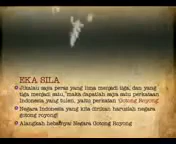 EKA SILA
Jikalau saya peras yang lima menjadi tiga, dan yang
tiga menjadi satu, maka dapatlah saya satu perkataan
Indonesia yang tulen, yaitu perkatan Gotong Royong.
Negara Indonesia yang kita dirikan haruslah negara
gotong royong!
Alangkah hebatnya! Negara Gotong Royong